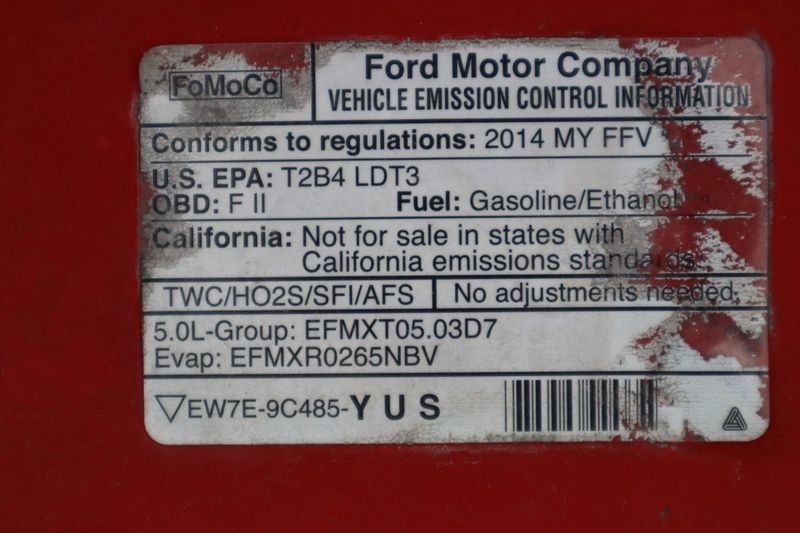 FoMoCo
Ford Motor Company
VEHICLE EMISSION CONTROL INFORMATION
Conforms to regulations: 2014 MY FFV
U.S. EPA: T2B4 LDT3
OBD: F II Fuel: Gasoline/Ethanol
California: Not for sale in states with
California emissions standards.
TWC/HO2S/SFI/AFS No adjustments needed.
5.0L-Group: EFMXT05.03D7
Evap: EFMXR0265NBV
EW7E-9C485-YUS